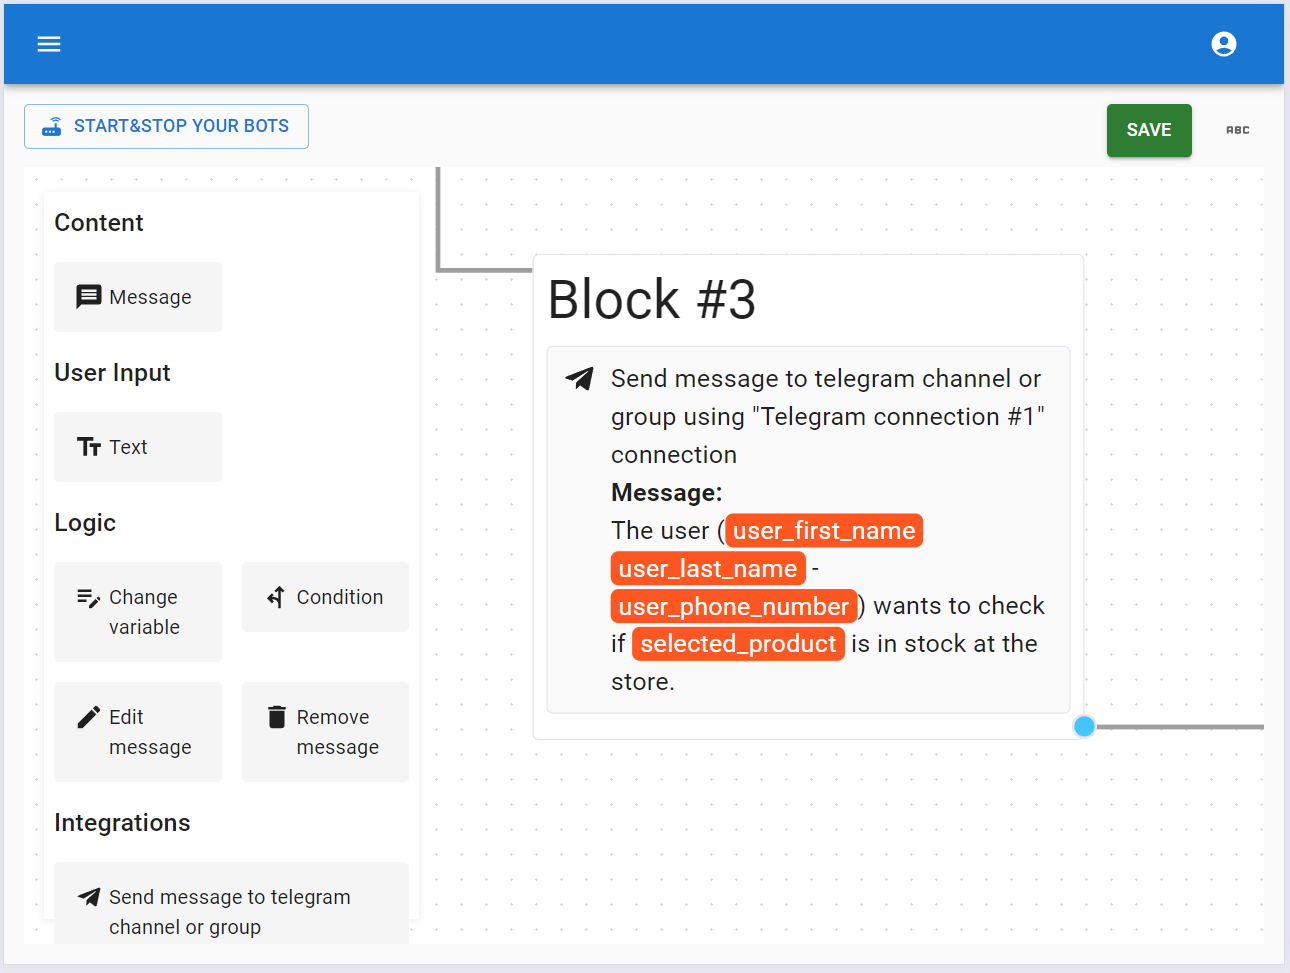 START&STOP YOUR BOTS
SAVE
ABC
Content
Message
User Input
Text
Logic
Change
variable
Condition
Edit
message
Remove
message
Integrations
Send message to telegram
channel or group
Block #3
Send message to telegram channel or
group using "Telegram connection #1"
connection
Message:
The user (user_first_name
user_last_name -
user_phone_number) wants to check
if selected_product is in stock at the
store.